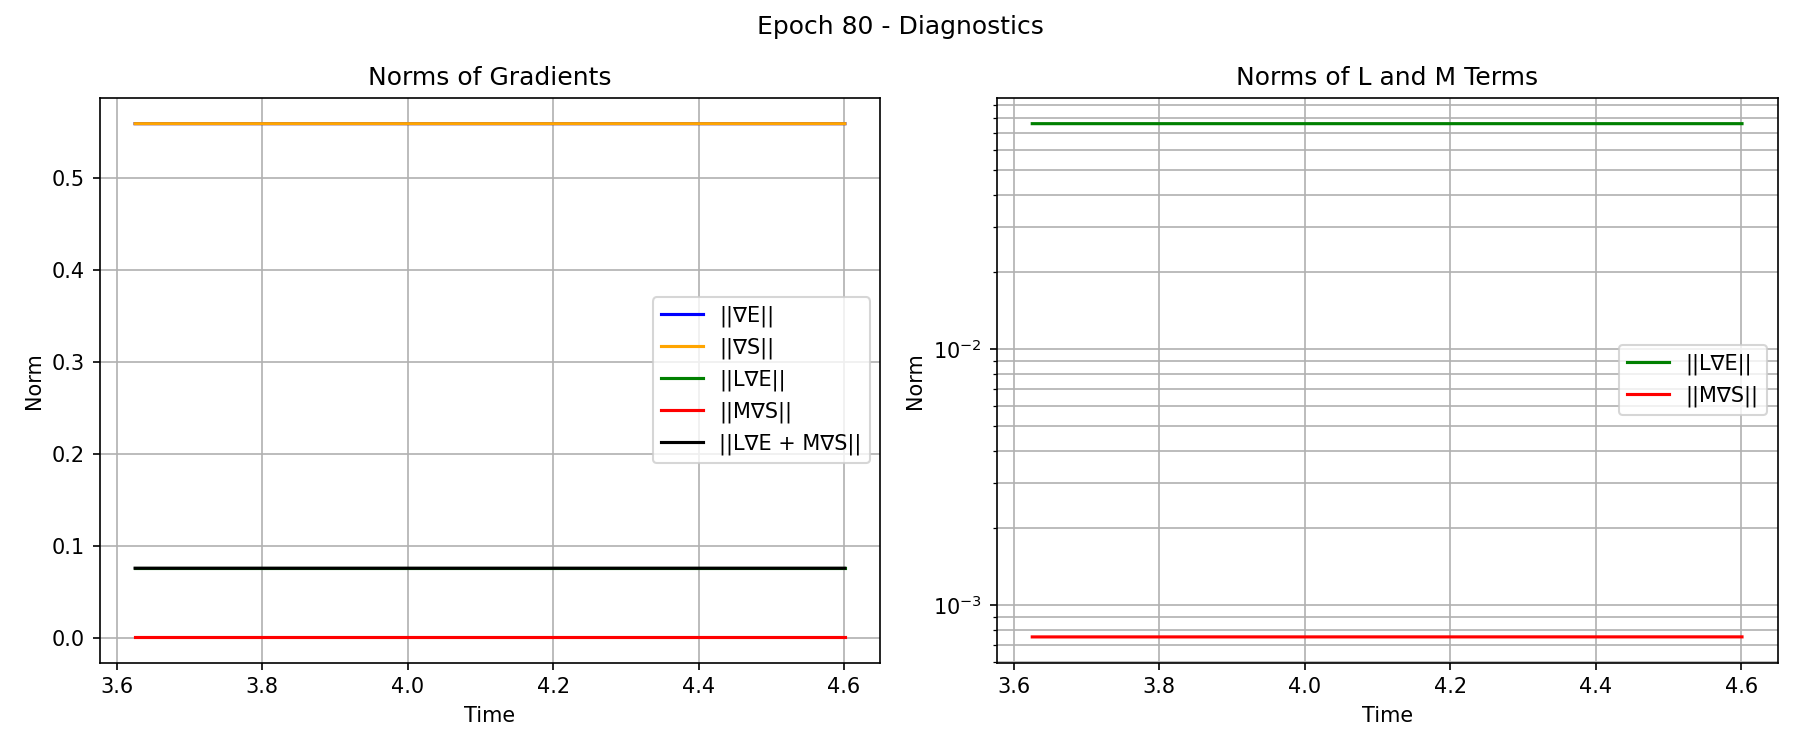 Epoch 80 - Diagnostics
Norms of Gradients
Norm
0.5
0.4
0.3
0.2
0.1
0.0
||∇E||
||∇S||
||L∇E||
||M∇S||
||L∇E + M∇S||
3.6 3.8 4.0 4.2 4.4 4.6
Time
Norms of L and M Terms
Norm
10⁻²
10⁻³
||L∇E||
||M∇S||
3.6 3.8 4.0 4.2 4.4 4.6
Time